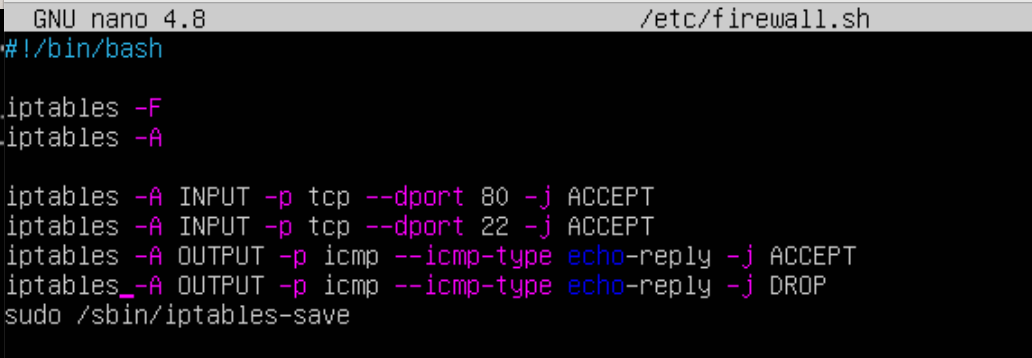 GNU nano 4.8 /etc/firewall.sh
#!/bin/bash
iptables -F
iptables -A
iptables -A INPUT -p tcp --dport 80 -j ACCEPT
iptables -A INPUT -p tcp --dport 22 -j ACCEPT
iptables -A OUTPUT -p icmp --icmp-type echo-reply -j ACCEPT
iptables -A OUTPUT -p icmp --icmp-type echo-reply -j DROP
sudo /sbin/iptables-save